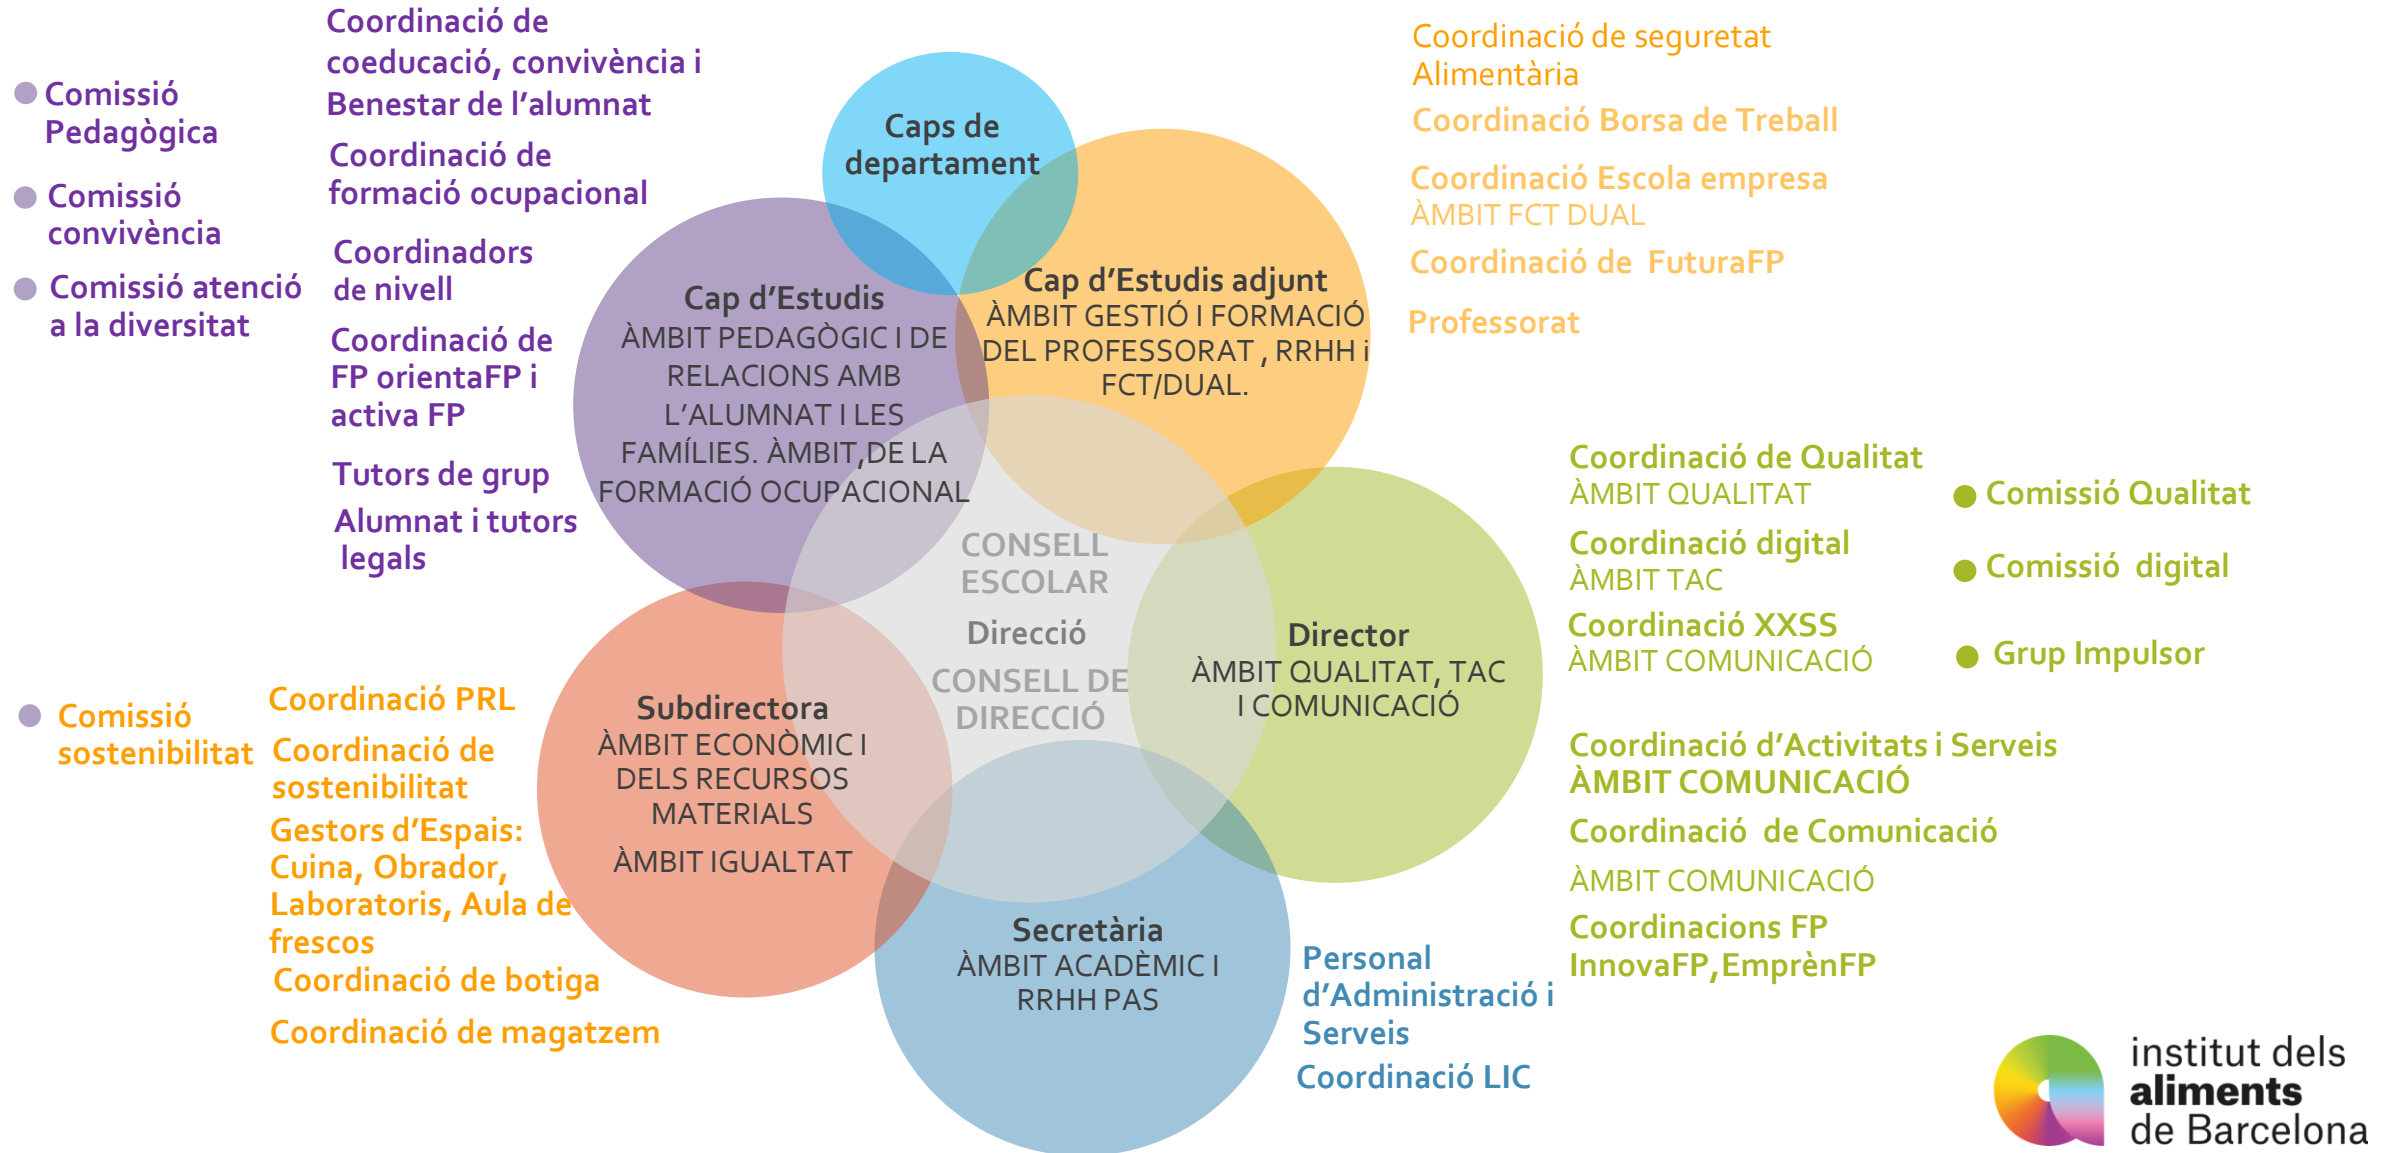 Coordinació de
coeducació, convivència i
Benestar de l'alumnat
Comissió
Pedagògica
Coordinació de
formació ocupacional
Comissió
convivència
Coordinadors
de nivell
Comissió atenció
a la diversitat
Coordinació de
FP orientaFP i
activa FP
Tutors de grup
Alumnat i tutors
legals
Caps de
departament
Cap d'Estudis
ÀMBIT PEDAGÒGIC I DE
RELACIONS AMB
L'ALUMNAT I LES
FAMÍLIES. ÀMBIT,DE LA
FORMACIÓ OCUPACIONAL
Cap d'Estudis adjunt
ÀMBIT GESTIÓ I FORMACIÓ
DEL PROFESSORAT , RRHH i
FCT/DUAL.
Coordinació de seguretat
Alimentària
Coordinació Borsa de Treball
Coordinació Escola empresa
ÀMBIT FCT DUAL
Coordinació de  FuturaFP
Professorat
CONSELL
ESCOLAR
Direcció
CONSELL DE
DIRECCIÓ
Director
ÀMBIT QUALITAT, TAC
I COMUNICACIÓ
Coordinació de Qualitat
ÀMBIT QUALITAT
Coordinació digital
ÀMBIT TAC
Coordinació XXSS
ÀMBIT COMUNICACIÓ
Comissió Qualitat
Comissió  digital
Grup Impulsor
Coordinació d'Activitats i Serveis
ÀMBIT COMUNICACIÓ
Coordinació  de Comunicació
ÀMBIT COMUNICACIÓ
Coordinacions FP
InnovaFP,EmprènFP
Comissió
sostenibilitat
Coordinació PRL
Coordinació de
sostenibilitat
Gestors d'Espais:
Cuina, Obrador,
Laboratoris, Aula de
frescos
Coordinació de botiga
Coordinació de magatzem
Subdirectora
ÀMBIT ECONÒMIC I
DELS RECURSOS
MATERIALS
ÀMBIT IGUALTAT
Secretària
ÀMBIT ACADÈMIC I
RRHH PAS
Personal
d'Administració i
Serveis
Coordinació LIC
institut dels
aliments
de Barcelona